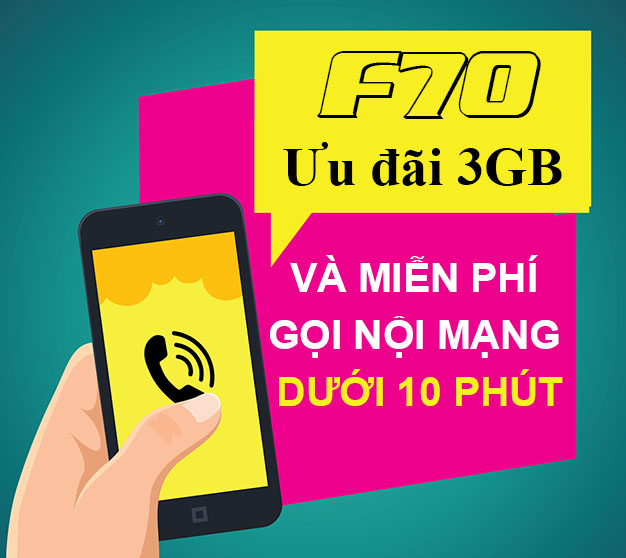 F70
Ưu đãi 3GB
VÀ MIỄN PHÍ
GỌI NỘI MẠNG
DƯỚI 10 PHÚT